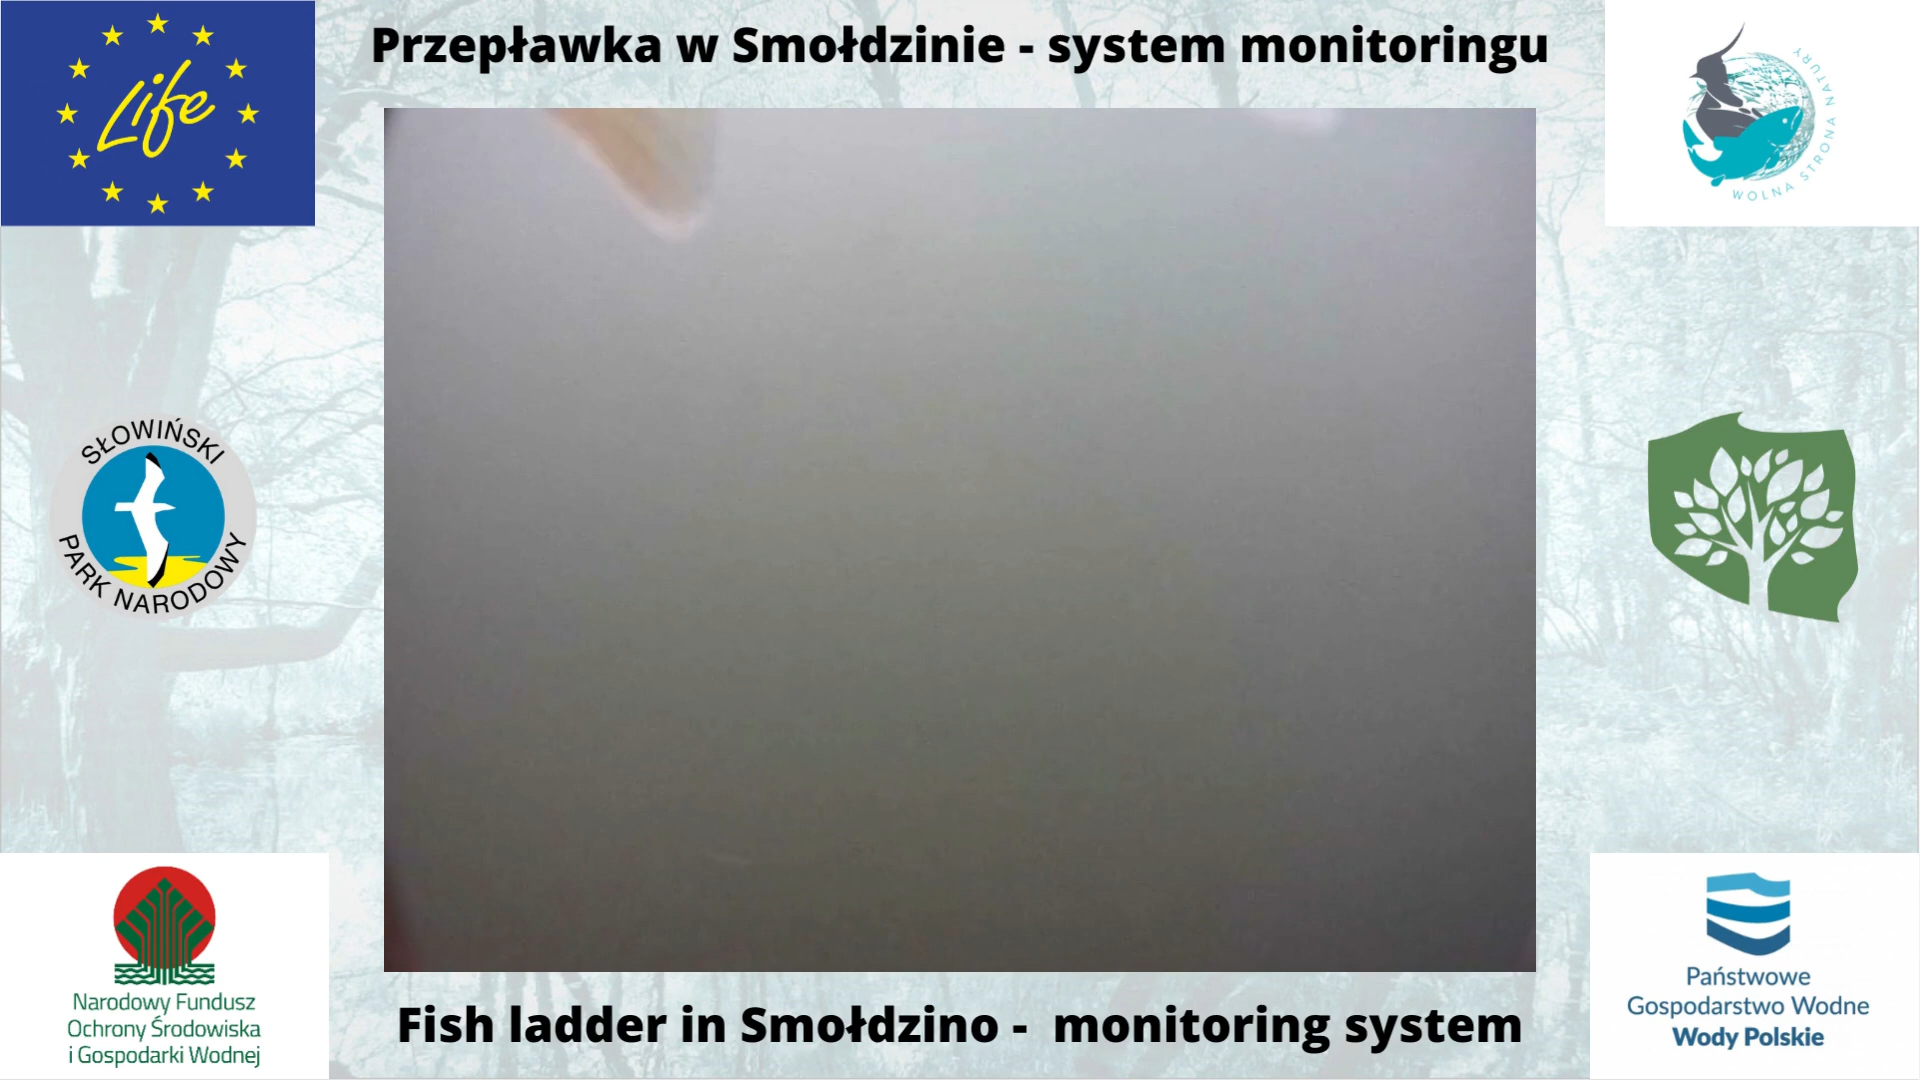 Life
Przepławka w Smołdzinie - system monitoringu
WOLNA STRONA NATURY
SŁOWIŃSKI
PARK NARODOWY
Narodowy Fundusz
Ochrony Środowiska
i Gospodarki Wodnej
Państwowe
Gospodarstwo Wodne
Wody Polskie
Fish ladder in Smołdzino - monitoring system